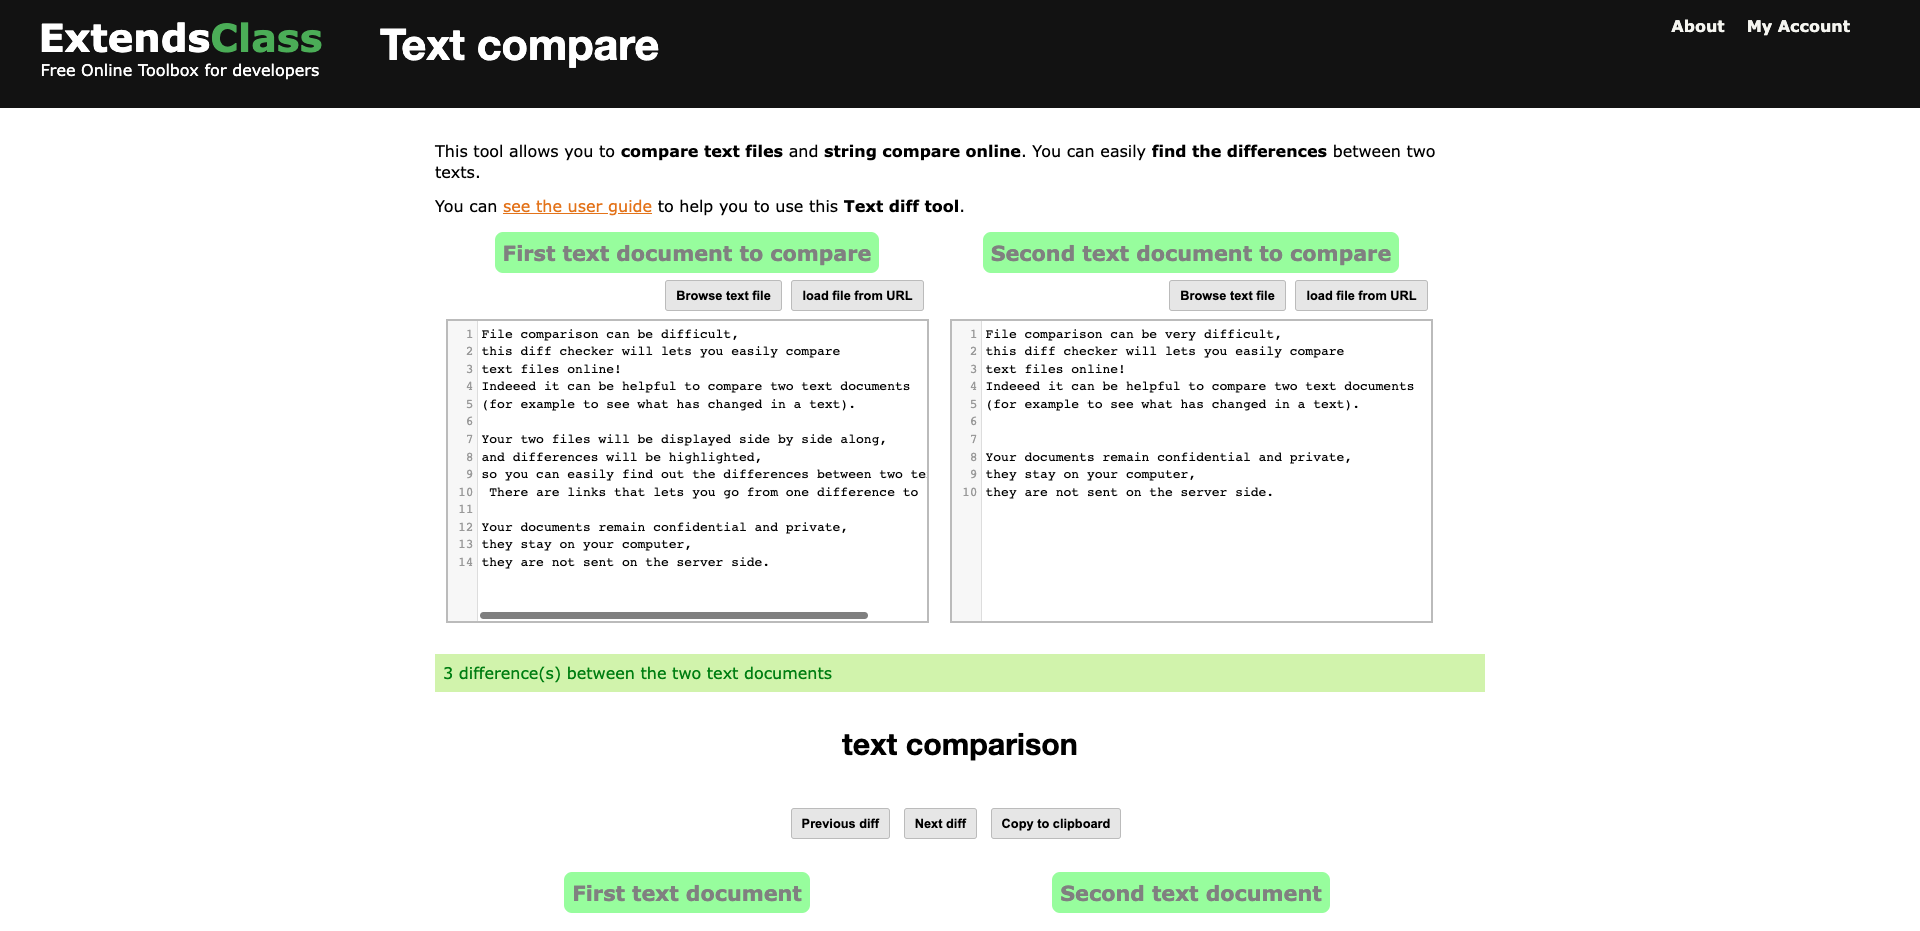 ExtendsClass
Free Online Toolbox for developers
Text compare
About
My Account
This tool allows you to compare text files and string compare online. You can easily find the differences between two
texts.
You can see the user guide to help you to use this Text diff tool.
First text document to compare
Browse text file
load file from URL
1 File comparison can be difficult,
2 this diff checker will lets you easily compare
3 text files online!
4 Indeeed it can be helpful to compare two text documents
5 (for example to see what has changed in a text).
6
7 Your two files will be displayed side by side along,
8 and differences will be highlighted,
9 so you can easily find out the differences between two te
10 There are links that lets you go from one difference to
11
12 Your documents remain confidential and private,
13 they stay on your computer,
14 they are not sent on the server side.
Second text document to compare
Browse text file
load file from URL
1 File comparison can be very difficult,
2 this diff checker will lets you easily compare
3 text files online!
4 Indeeed it can be helpful to compare two text documents
5 (for example to see what has changed in a text).
6
7
8 Your documents remain confidential and private,
9 they stay on your computer,
10 they are not sent on the server side.
3 difference(s) between the two text documents
text comparison
Previous diff
Next diff
Copy to clipboard
First text document
Second text document